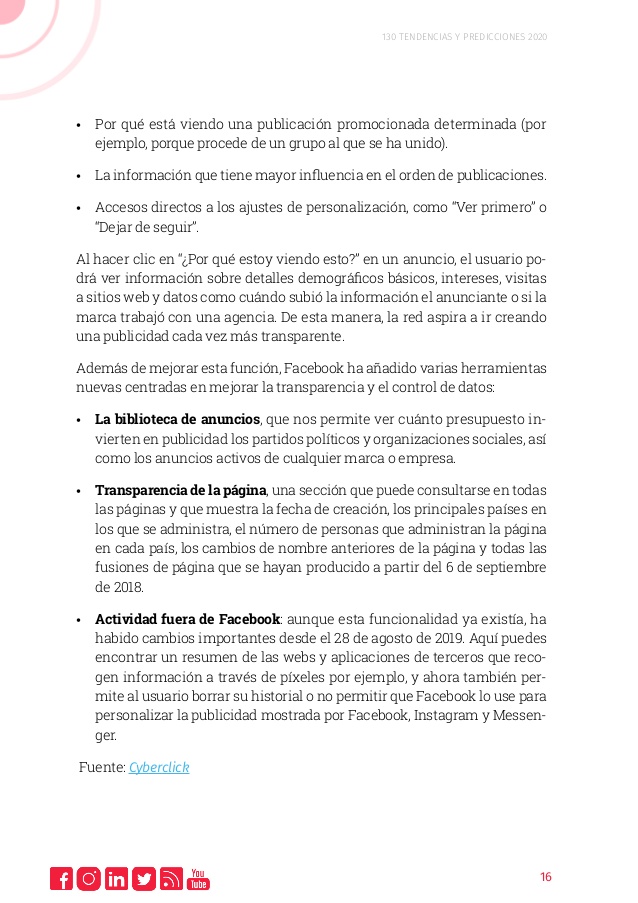 130 TENDENCIAS Y PREDICCIONES 2020
• Por qué está viendo una publicación promocionada determinada (por
ejemplo, porque procede de un grupo al que se ha unido).
• La información que tiene mayor influencia en el orden de publicaciones.
• Accesos directos a los ajustes de personalización, como “Ver primero” o
“Dejar de seguir”.
Al hacer clic en “¿Por qué estoy viendo esto?” en un anuncio, el usuario po-
drá ver información sobre detalles demográficos básicos, intereses, visitas
a sitios web y datos como cuándo subió la información el anunciante o si la
marca trabajó con una agencia. De esta manera, la red aspira a ir creando
una publicidad cada vez más transparente.
Además de mejorar esta función, Facebook ha añadido varias herramientas
nuevas centradas en mejorar la transparencia y el control de datos:
• La biblioteca de anuncios, que nos permite ver cuánto presupuesto in-
vierten en publicidad los partidos políticos y organizaciones sociales, así
como los anuncios activos de cualquier marca o empresa.
• Transparencia de la página, una sección que puede consultarse en todas
las páginas y que muestra la fecha de creación, los principales países en
los que se administra, el número de personas que administran la página
en cada país, los cambios de nombre anteriores de la página y todas las
fusiones de página que se hayan producido a partir del 6 de septiembre
de 2018.
• Actividad fuera de Facebook: aunque esta funcionalidad ya existía, ha
habido cambios importantes desde el 28 de agosto de 2019. Aquí puedes
encontrar un resumen de las webs y aplicaciones de terceros que reco-
gen información a través de píxeles por ejemplo, y ahora también per-
mite al usuario borrar su historial o no permitir que Facebook lo use para
personalizar la publicidad mostrada por Facebook, Instagram y Messen-
ger.
Fuente: Cyberclick
You
Tube
16